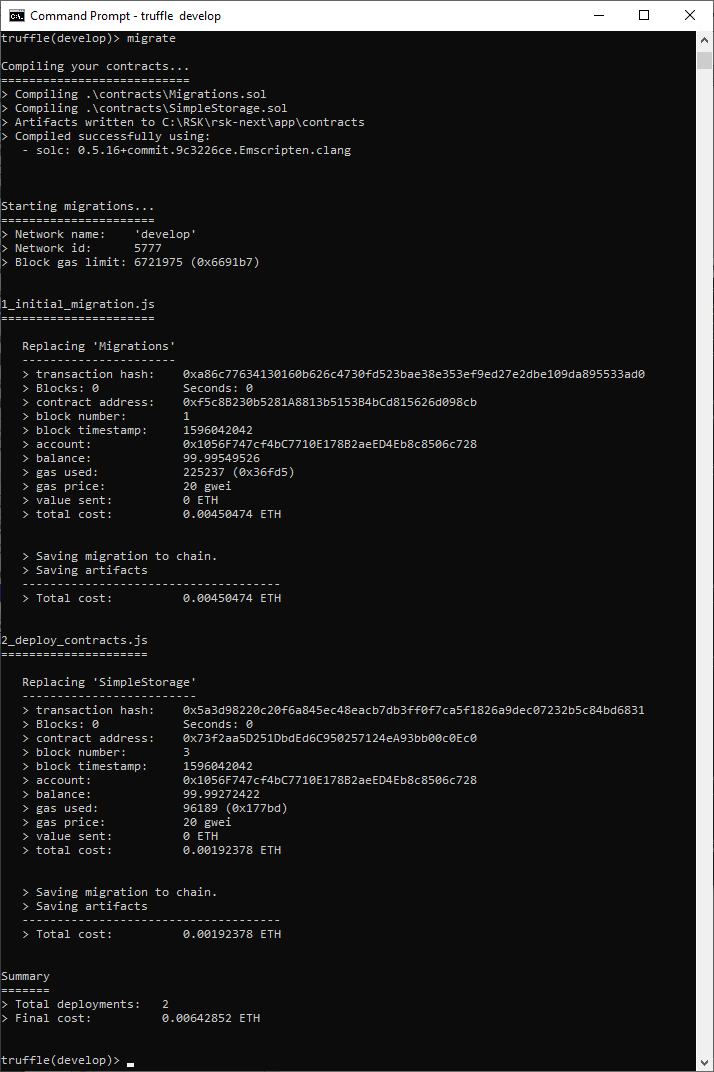 Command Prompt - truffle develop
truffle(develop)> migrate
Compiling your contracts...
===========================
> Compiling .\contracts\Migrations.sol
> Compiling .\contracts\SimpleStorage.sol
> Artifacts written to C:\RSK\rsk-next\app\contracts
> Compiled successfully using:
   - solc: 0.5.16+commit.9c3226ce.Emscripten.clang
Starting migrations...
======================
> Network name:    'develop'
> Network id:      5777
> Block gas limit: 6721975 (0x6691b7)
1_initial_migration.js
======================
   Replacing 'Migrations'
   ----------------------
   > transaction hash:    0xa86c77634130160b626c4730fd523bae38e353ef9ed27e2dbe109da895533ad0
   > Blocks: 0            Seconds: 0
   > contract address:    0xf5c8B230b5281A8813b5153B4bCd815626d098cb
   > block number:        1
   > block timestamp:     1596042042
   > account:             0x1056F747cf4bC7710E178B2aeED4Eb8c8506c728
   > balance:             99.99549526
   > gas used:            225237 (0x36fd5)
   > gas price:           20 gwei
   > value sent:          0 ETH
   > total cost:          0.00450474 ETH
   > Saving migration to chain.
   > Saving artifacts
   -------------------------------------
   > Total cost:          0.00450474 ETH
2_deploy_contracts.js
=====================
   Replacing 'SimpleStorage'
   -------------------------
   > transaction hash:    0x5a3d98220c20f6a845ec48eacb7db3ff0f7ca5f1826a9dec07232b5c84bd6831
   > Blocks: 0            Seconds: 0
   > contract address:    0x73f2aa5D251DbdEd6C950257124eA93bb00c0Ec0
   > block number:        3
   > block timestamp:     1596042042
   > account:             0x1056F747cf4bC7710E178B2aeED4Eb8c8506c728
   > balance:             99.99272422
   > gas used:            96189 (0x177bd)
   > gas price:           20 gwei
   > value sent:          0 ETH
   > total cost:          0.00192378 ETH
   > Saving migration to chain.
   > Saving artifacts
   -------------------------------------
   > Total cost:          0.00192378 ETH
Summary
=======
> Total deployments:   2
> Final cost:          0.00642852 ETH
truffle(develop)>